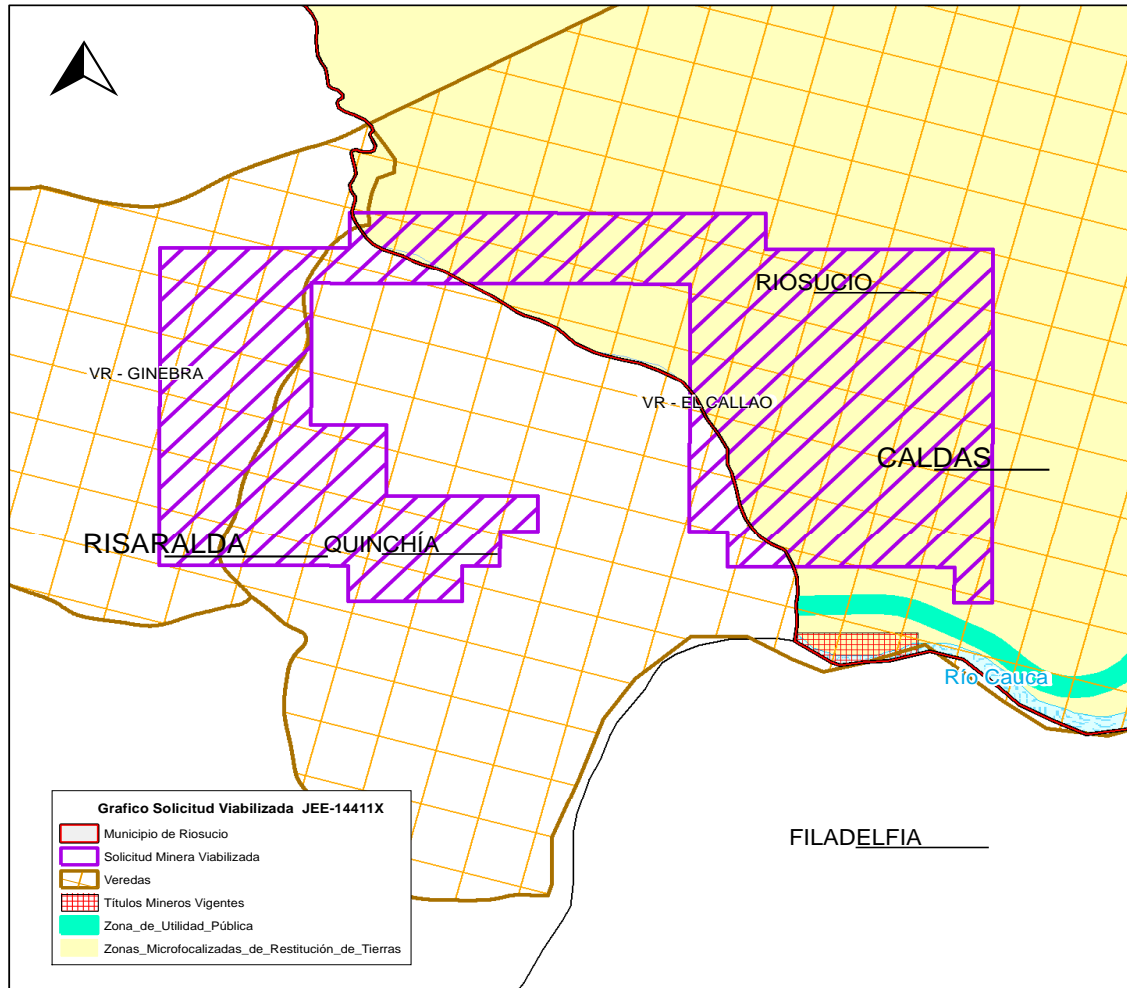 RIOSUCIO
VR - GINEBRA
VR - EL CALLAO
CALDAS
RISARALDA
QUINCHÍA
Río Cauca
FILADELFIA
Grafico Solicitud Viabilizada JEE-14411X
Municipio de Riosucio
Solicitud Minera Viabilizada
Veredas
Títulos Mineros Vigentes
Zona_de_Utilidad_Pública
Zonas_Microfocalizadas_de_Restitución_de_Tierras